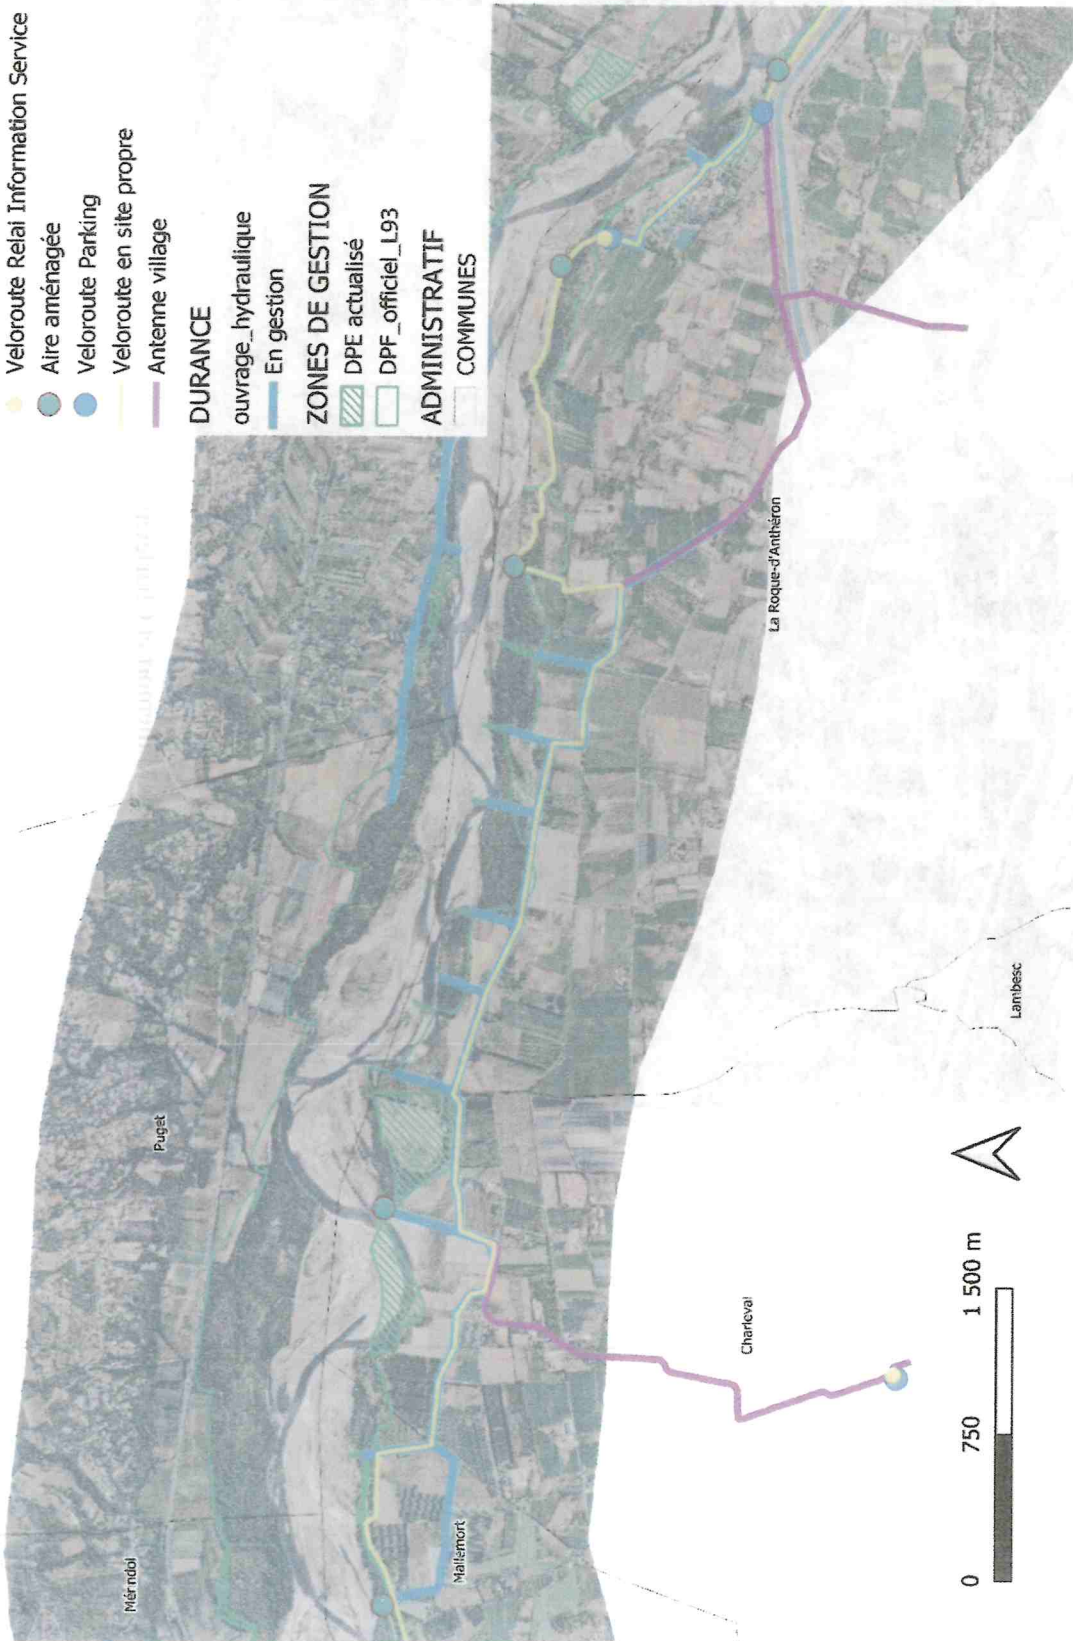 Veloroute Relai Information Service
Aire aménagée
Veloroute Parking
Veloroute en site propre
Antenne village
DURANCE
ouvrage_hydraulique
En gestion
ZONES DE GESTION
DPE actualisé
DPF_officiel_L93
ADMINISTRATIF
COMMUNES
Mérindol
Puget
Mallemort
La Roque-d'Anthéron
Charleval
Lambesc
0 750 1 500 m